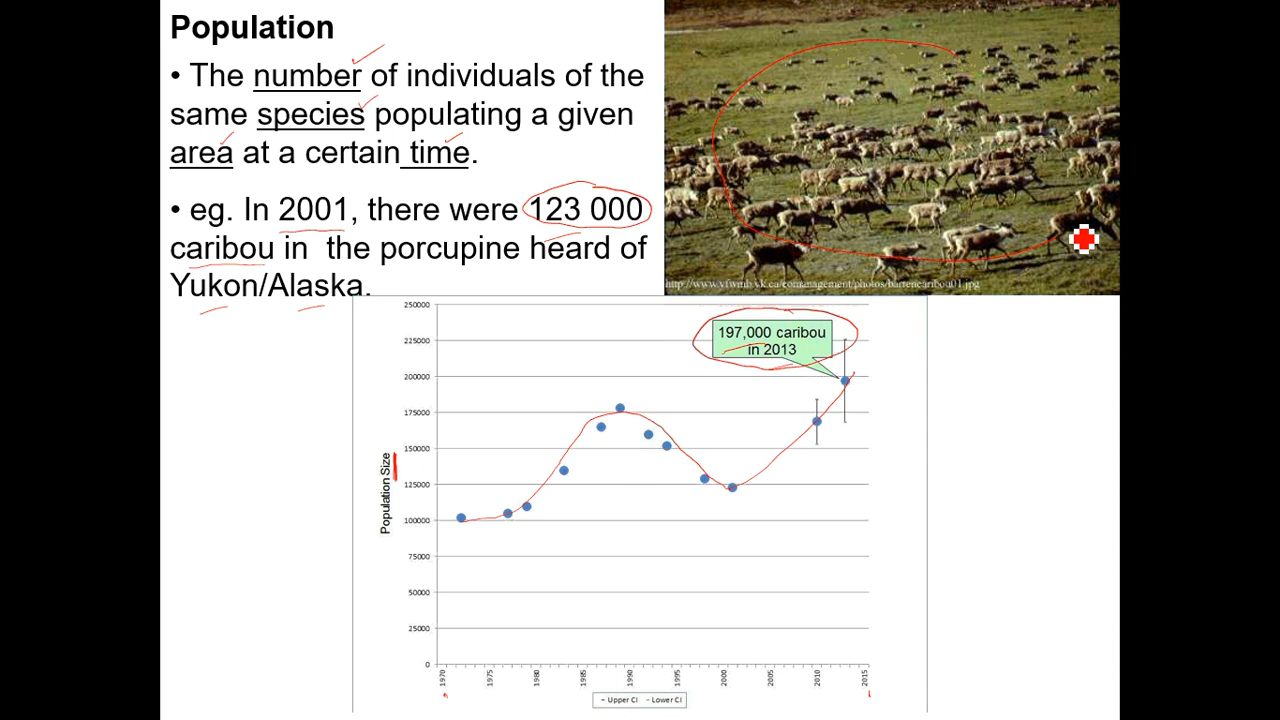 Population
• The number of individuals of the
same species populating a given
area at a certain time.
• eg. In 2001, there were 123 000
caribou in the porcupine heard of
Yukon/Alaska.
http://www.yfwmb.yk.ca/comanagement/photos/barrencaribou01.jpg
250000
225000
200000
175000
150000
125000
100000
75000
50000
25000
0
Population Size
197,000 caribou
in 2013
1970
1975
1980
1985
1990
1995
2000
2005
2010
2015
Upper CI
Lower CI